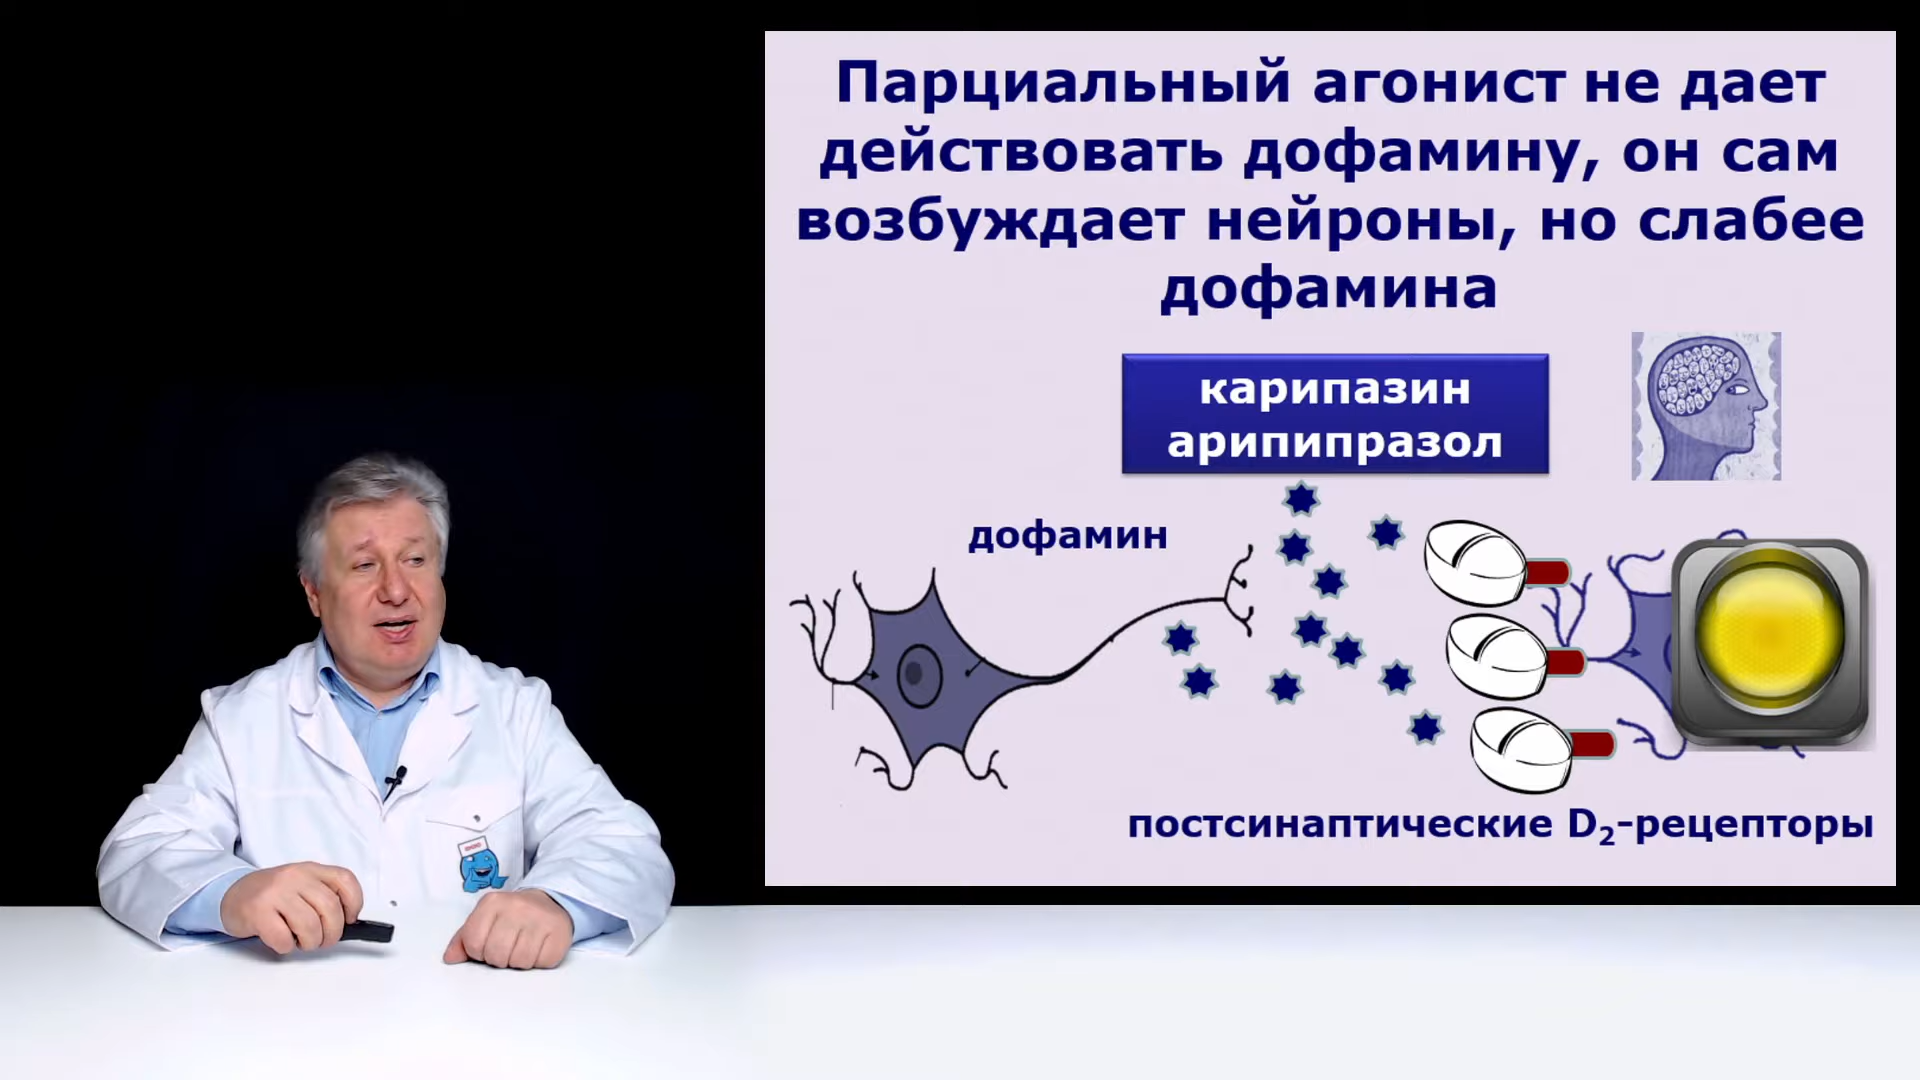 Парциальный агонист не дает
действовать дофамину, он сам
возбуждает нейроны, но слабее
дофамина
карипазин
арипипразол
дофамин
постсинаптические D₂-рецепторы